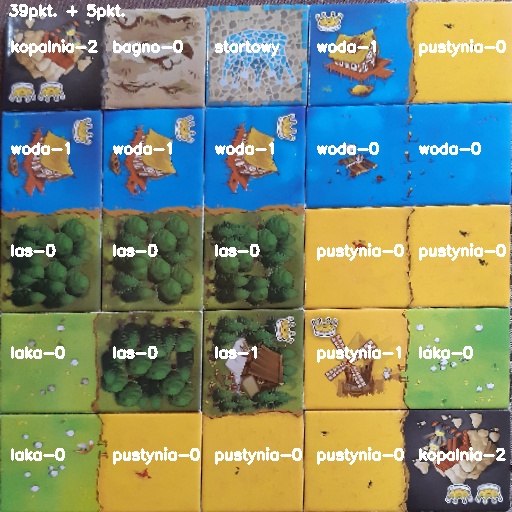 39pkt. + 5pkt.
kopalnia-2 bagno-0 startowy woda-1 pustynia-0
woda-1 woda-1 woda-1 woda-0 woda-0
las-0 las-0 las-0 pustynia-0 pustynia-0
laka-0 las-0 las-1 pustynia-1 laka-0
laka-0 pustynia-0 pustynia-0 pustynia-0 kopalnia-2